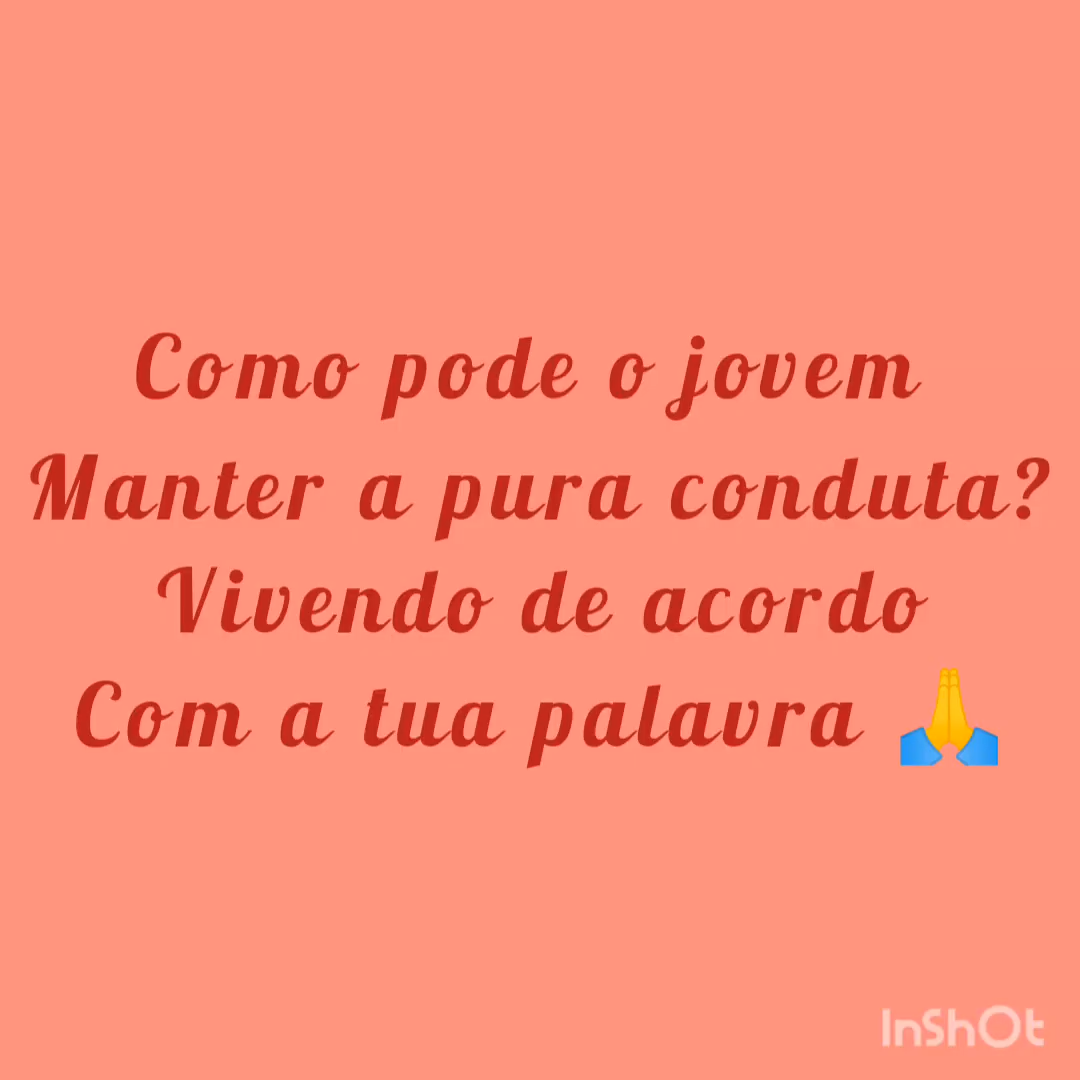 Como pode o jovem
Manter a pura conduta?
Vivendo de acordo
Com a tua palavra 🙏
InShOt